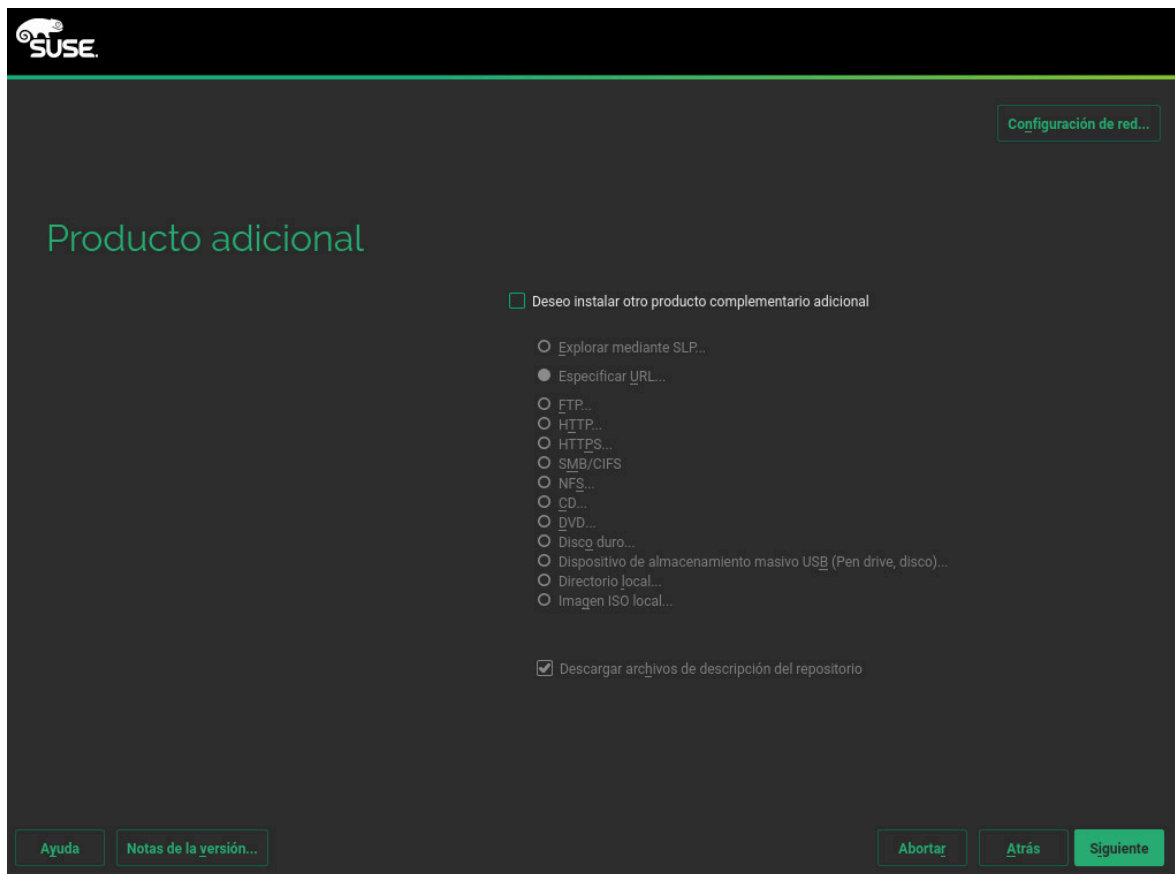 SUSE.
Configuración de red...
Producto adicional
Deseo instalar otro producto complementario adicional
Explorar mediante SLP...
Especificar URL...
FTP...
HTTP...
HTTPS...
SMB/CIFS
NFS...
CD...
DVD...
Disco duro...
Dispositivo de almacenamiento masivo USB (Pen drive, disco)...
Directorio local...
Imagen ISO local...
Descargar archivos de descripción del repositorio
Ayuda
Notas de la versión...
Abortar
Atrás
Siguiente